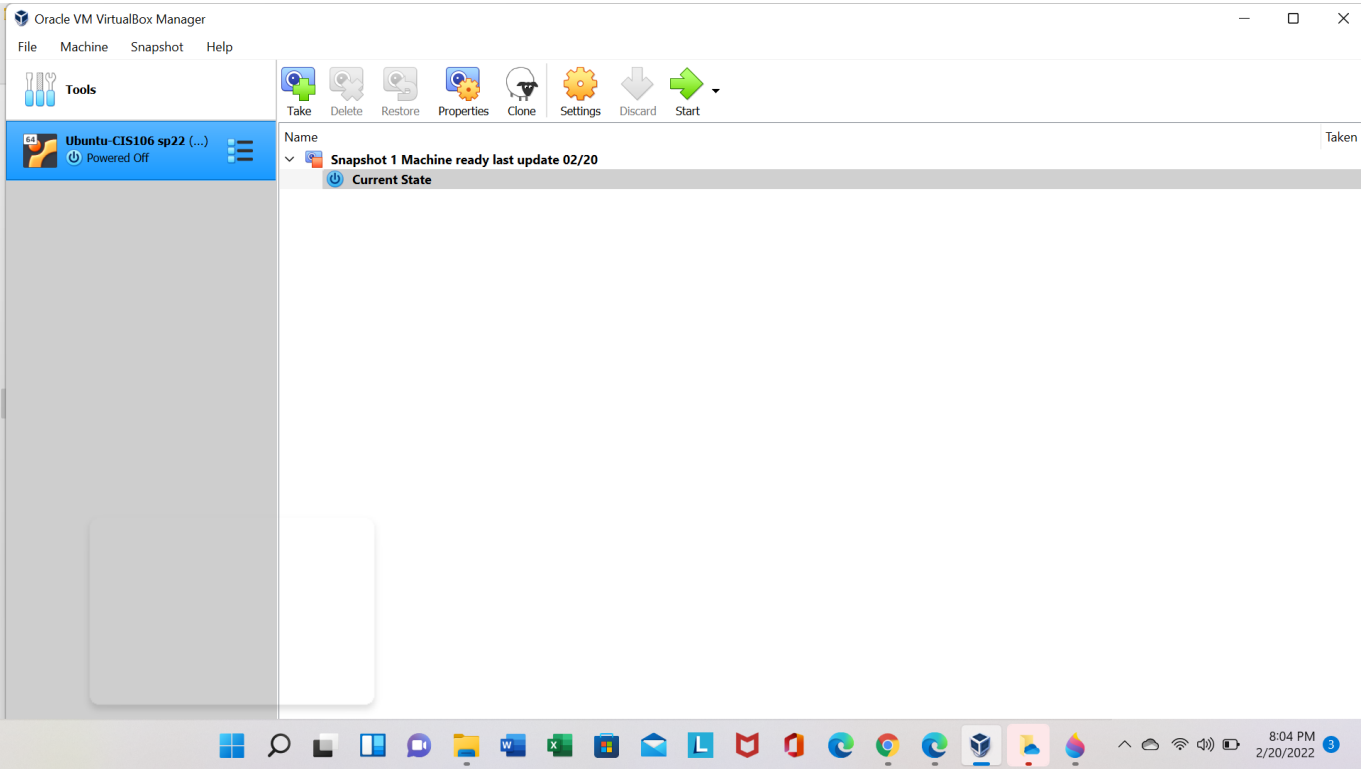 Oracle VM VirtualBox Manager
File Machine Snapshot Help
Tools
Take Delete Restore Properties Clone Settings Discard Start
64
Ubuntu-CIS106 sp22 (...)
Powered Off
Name Taken
Snapshot 1 Machine ready last update 02/20
Current State
W
X
L
8:04 PM
2/20/2022
3